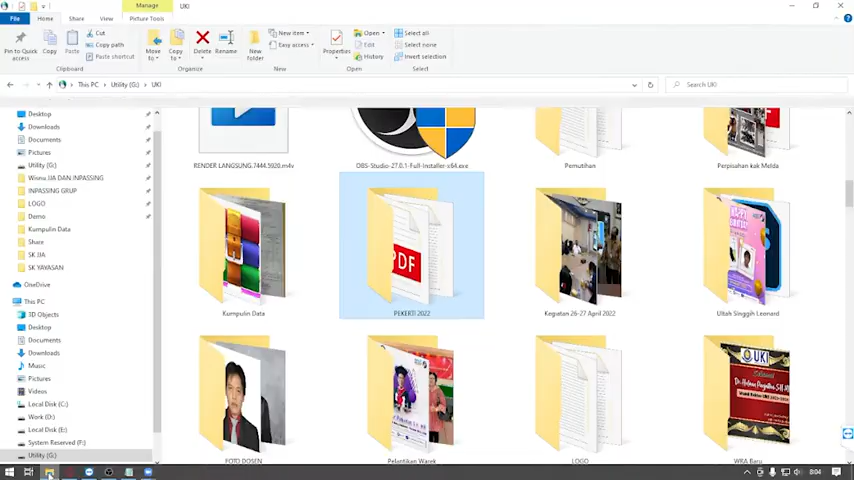 Manage
UKI
File
Home
Share
View
Picture Tools
Pin to Quick access
Copy
Paste
Cut
Copy path
Paste shortcut
Clipboard
Move to
Copy to
Delete
Rename
Organize
New folder
New item
Easy access
New
Properties
Open
Edit
History
Open
Select all
Select none
Invert selection
Select
This PC
Utility (G:)
UKI
Search UKI
Desktop
Downloads
Documents
Pictures
Utility (G:)
Wisnu JJA DAN INPASSING
INPASSING GRUP
LOGO
Demo
Kumpulin Data
Share
SK JJA
SK YAYASAN
OneDrive
This PC
3D Objects
Desktop
Documents
Downloads
Music
Pictures
Videos
Local Disk (C:)
Work (D:)
Local Disk (E:)
System Reserved (F:)
Utility (G:)
RENDER LANGSUNG.7444.5920.m4v
OBS-Studio-27.0.1-Full-Installer-x64.exe
Pemutihan
Perpisahan kak Melda
PDF
Kumpulin Data
PEKERTI 2022
Kegiatan 26-27 April 2022
Ultah Singgih Leonard
UKI
FOTO DOSEN
Pelantikan Warek
LOGO
WRA Baru
8:04